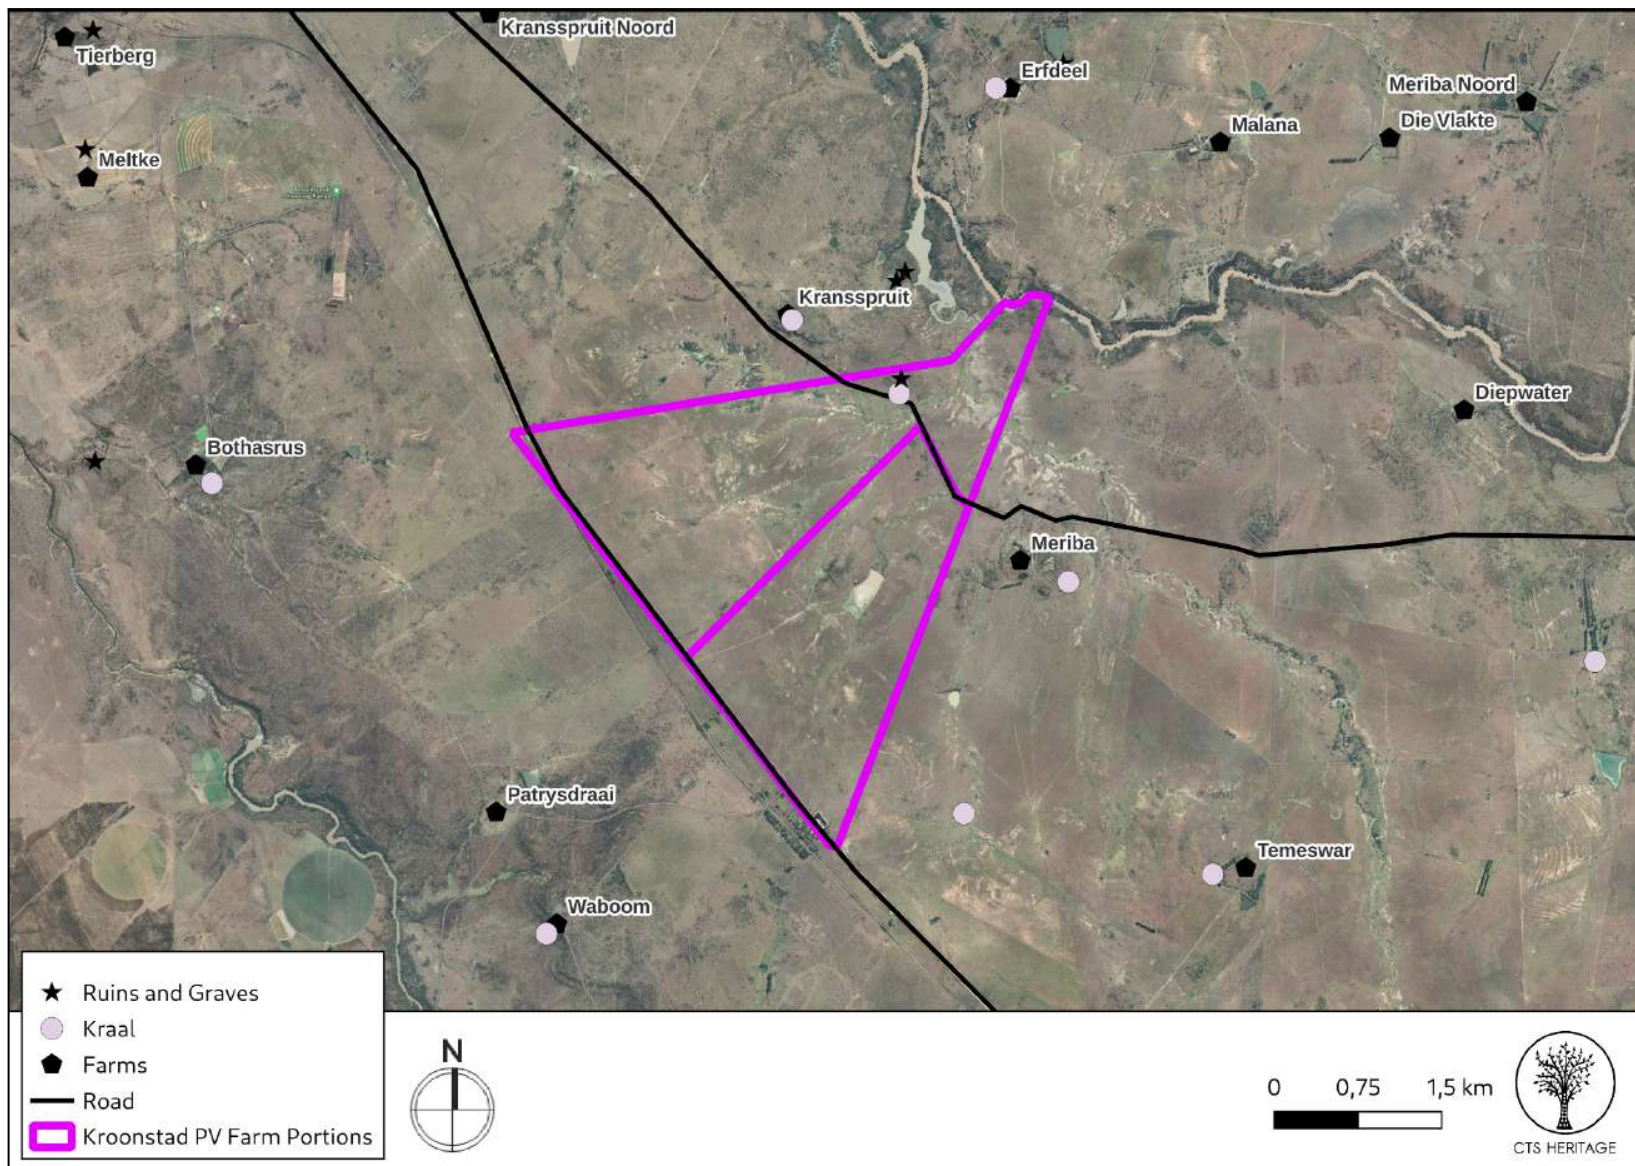 Kransspruit Noord
Tierberg
Erfdeel
Meriba Noord
Malana
Die Vlakte
Meltke
Kransspruit
Diepwater
Bothasrus
Meriba
Patrysdraai
Temeswar
Waboom
Ruins and Graves
Kraal
Farms
Road
Kroonstad PV Farm Portions
N
0 0,75 1,5 km
CTS HERITAGE